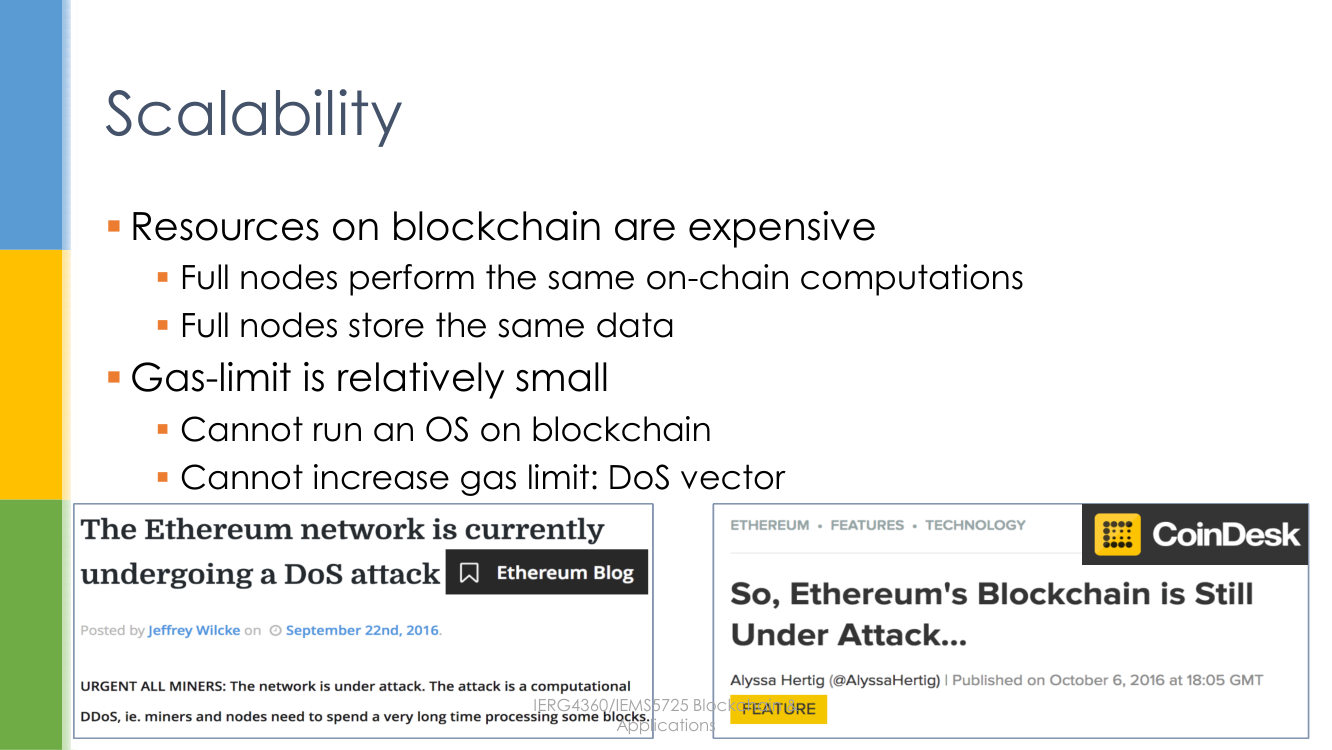 Scalability
Resources on blockchain are expensive
Full nodes perform the same on-chain computations
Full nodes store the same data
Gas-limit is relatively small
Cannot run an OS on blockchain
Cannot increase gas limit: DoS vector
The Ethereum network is currently
undergoing a DoS attack
Ethereum Blog
Posted by Jeffrey Wilcke on September 22nd, 2016.
URGENT ALL MINERS: The network is under attack. The attack is a computational
DDoS, ie. miners and nodes need to spend a very long time processing some blocks.
ETHEREUM • FEATURES • TECHNOLOGY
CoinDesk
So, Ethereum's Blockchain is Still
Under Attack...
Alyssa Hertig (@AlyssaHertig) | Published on October 6, 2016 at 18:05 GMT
FEATURE
IERG4360/IEMS5725 Blockchain &
Applications